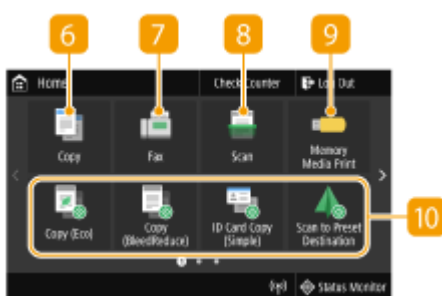 6 7 8 9
Home Check Counter Log Out
Copy Fax Scan Memory
Media Print
Copy (Eco) Copy
(BleedReduce) ID Card Copy
(Simple) Scan to Preset
Destination
10
Status Monitor